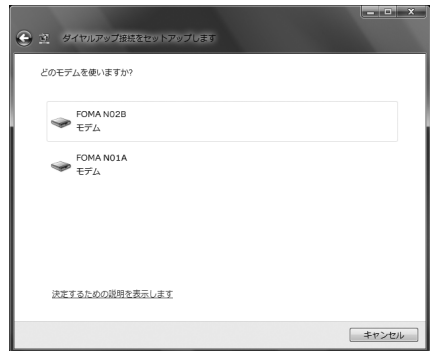 ダイヤルアップ接続をセットアップします
どのモデムを使いますか?
FOMA N02B
モデム
FOMA N01A
モデム
決定するための説明を表示します
キャンセル